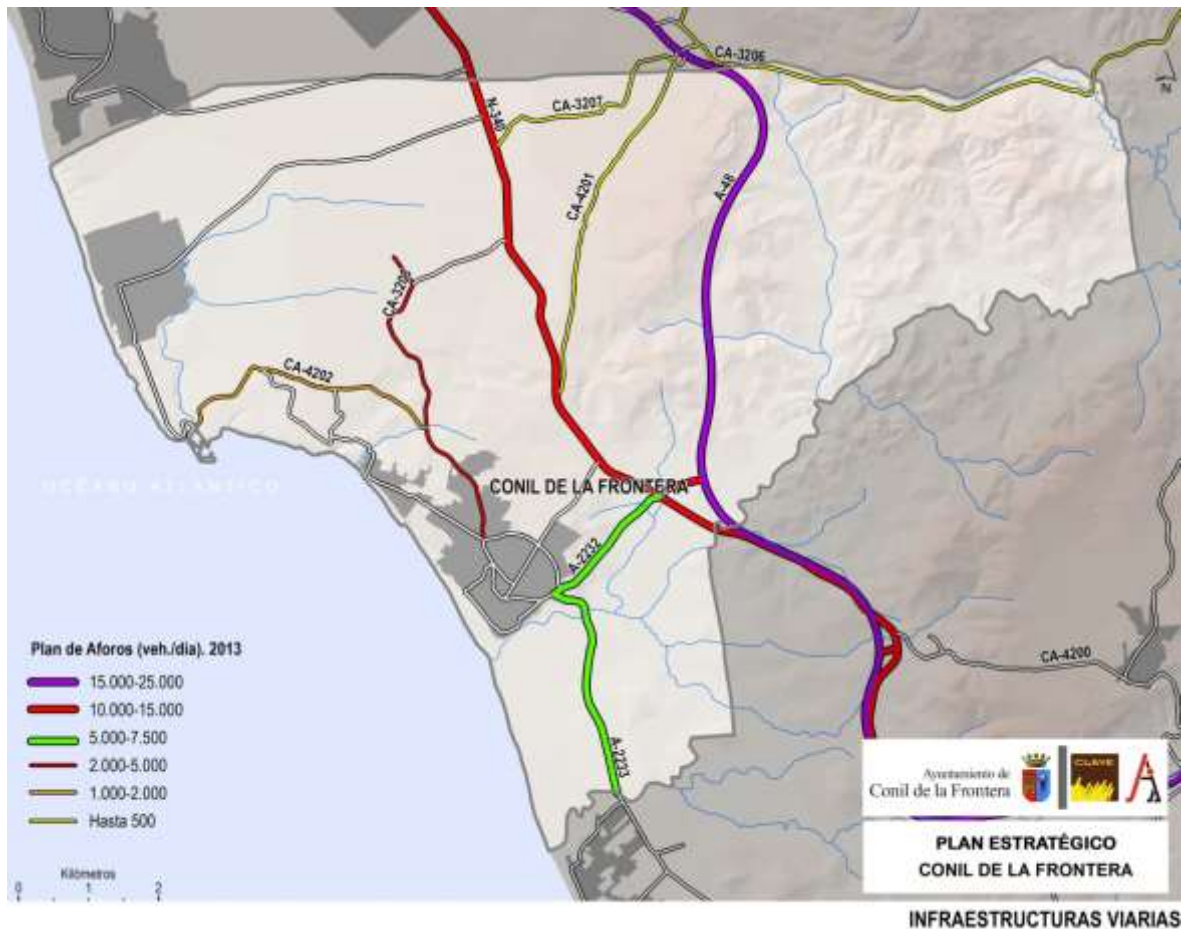 CA-3206
CA-3207
N-340
CA-4201
A-48
CA-3208
CA-4202
N
OCÉANO ATLÁNTICO
CONIL DE LA FRONTERA
A-2232
A-2233
CA-4200
Plan de Aforos (veh./dia). 2013
15.000-25.000
10.000-15.000
5.000-7.500
2.000-5.000
1.000-2.000
Hasta 500
Kilómetros
0 1 2
Ayuntamiento de
Conil de la Frontera
CLAVE
PLAN ESTRATÉGICO
CONIL DE LA FRONTERA
INFRAESTRUCTURAS VIARIAS